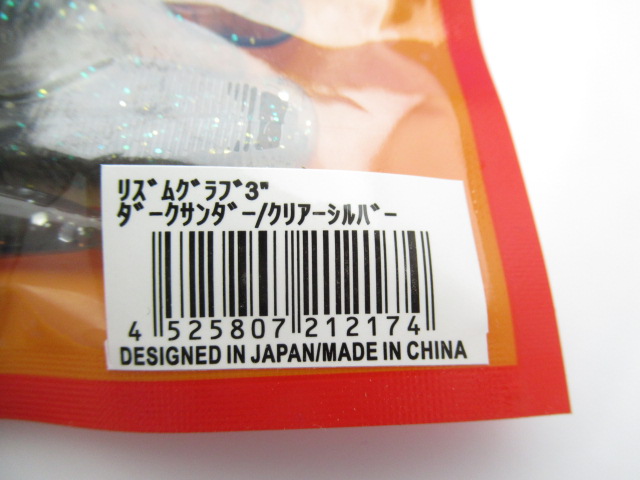 ﾘｽﾞﾑｸﾞﾗﾌﾞ3"
ﾀﾞｰｸｻﾝﾀﾞｰ/ｸﾘｱｰｼﾙﾊﾞｰ
4 525807 212174
DESIGNED IN JAPAN/MADE IN CHINA